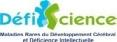 DéfiScience
Maladies Rares du Développement Cérébral
et Déficience Intellectuelle